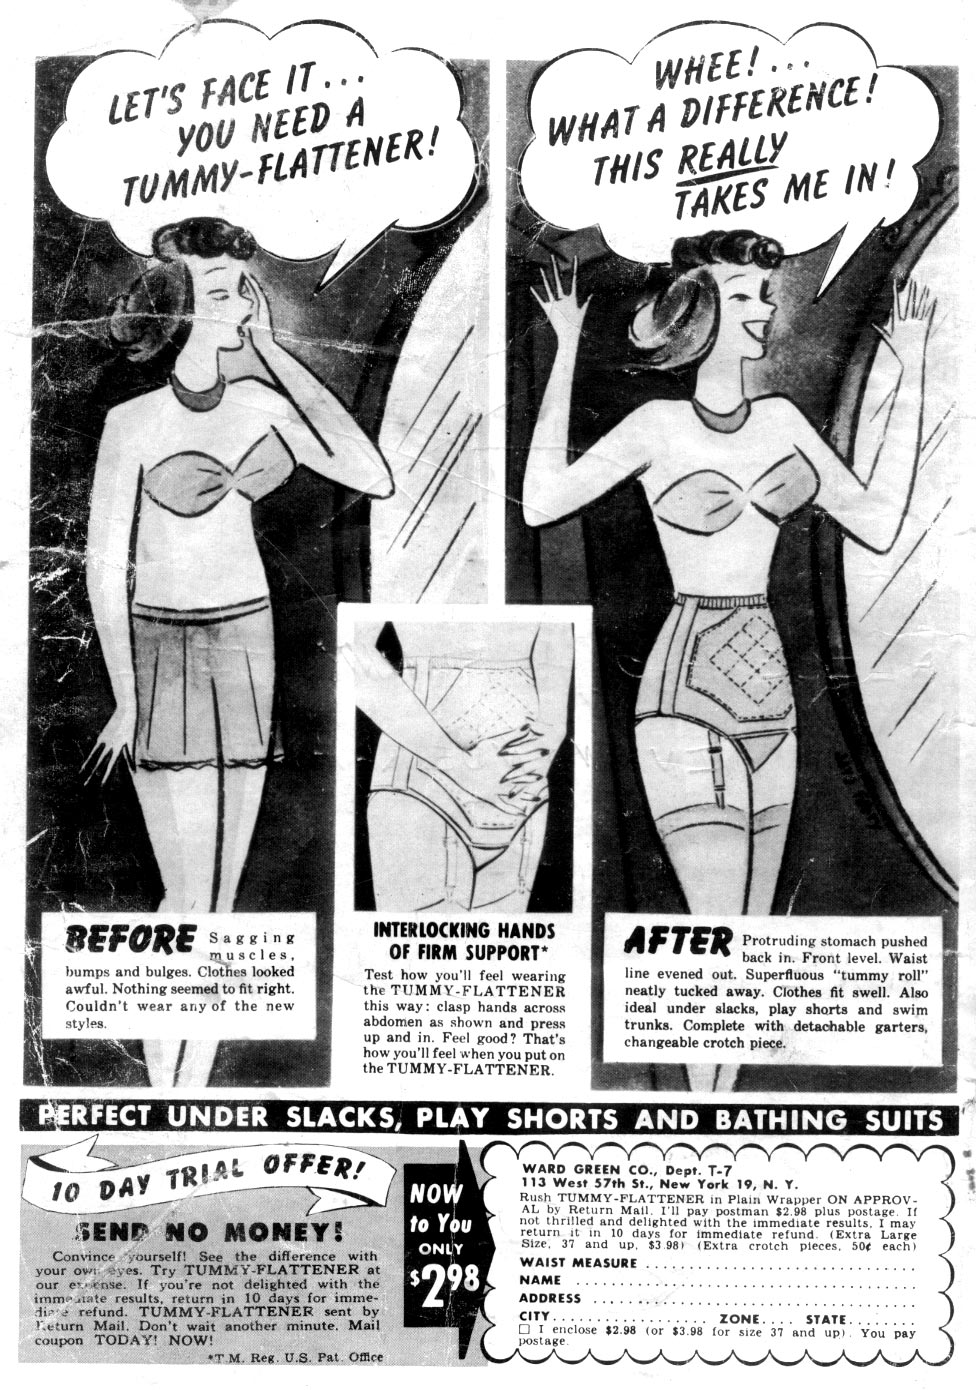 LET'S FACE IT...
YOU NEED A
TUMMY-FLATTENER!
WHEE!...
WHAT A DIFFERENCE!
THIS REALLY
TAKES ME IN!
BEFORE Sagging
muscles,
bumps and bulges. Clothes looked
awful. Nothing seemed to fit right.
Couldn't wear any of the new
styles.
INTERLOCKING HANDS
OF FIRM SUPPORT*
Test how you'll feel wearing
the TUMMY-FLATTENER
this way: clasp hands across
abdomen as shown and press
up and in. Feel good? That's
how you'll feel when you put on
the TUMMY-FLATTENER.
AFTER Protruding stomach pushed
back in. Front level. Waist
line evened out. Superfluous "tummy roll"
neatly tucked away. Clothes fit swell. Also
ideal under slacks, play shorts and swim
trunks. Complete with detachable garters,
changeable crotch piece.
PERFECT UNDER SLACKS, PLAY SHORTS AND BATHING SUITS
10 DAY TRIAL OFFER!
SEND NO MONEY!
Convince yourself! See the difference with
your own eyes. Try TUMMY-FLATTENER at
our expense. If you're not delighted with the
immediate results, return in 10 days for imme-
diate refund. TUMMY-FLATTENER sent by
Return Mail. Don't wait another minute. Mail
coupon TODAY! NOW!
*T.M. Reg. U.S. Pat. Office
NOW
to You
ONLY
$2.98
WARD GREEN CO., Dept. T-7
113 West 57th St., New York 19, N. Y.
Rush TUMMY-FLATTENER in Plain Wrapper ON APPROV-
AL by Return Mail. I'll pay postman $2.98 plus postage. If
not thrilled and delighted with the immediate results, I may
return it in 10 days for immediate refund. (Extra Large
Size, 37 and up, $3.98) (Extra crotch pieces, 50¢ each)
WAIST MEASURE
NAME
ADDRESS
CITY ZONE STATE
I enclose $2.98 (or $3.98 for size 37 and up). You pay
postage.